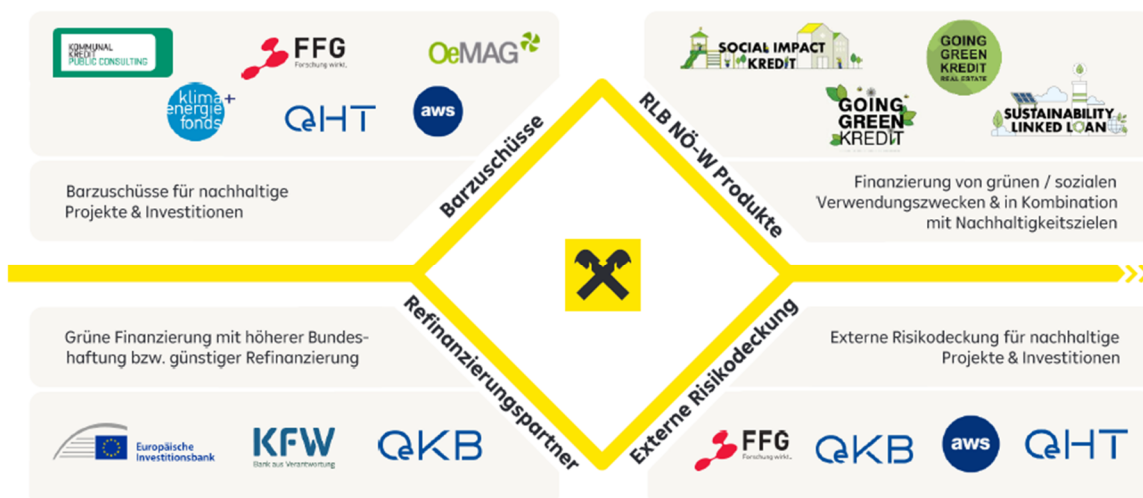 KOMMUNAL
KREDIT
PUBLIC CONSULTING
FFG
Forschung wirkt.
OeMAG
klima+
energie
fonds
OeHT
aws
Barzuschüsse für nachhaltige
Projekte & Investitionen
Barzuschüsse
SOCIAL IMPACT
KREDIT
GOING
GREEN
KREDIT
REAL ESTATE
GOING
GREEN
KREDIT
SUSTAINABILITY
LINKED LOAN
RLB NÖ-W Produkte
Finanzierung von grünen / sozialen
Verwendungszwecken & in Kombination
mit Nachhaltigkeitszielen
Grüne Finanzierung mit höherer Bundes-
haftung bzw. günstiger Refinanzierung
Refinanzierungspartner
Europäische
Investitionsbank
KFW
Bank aus Verantwortung
OeKB
Externe Risikodeckung
Externe Risikodeckung für nachhaltige
Projekte & Investitionen
FFG
Forschung wirkt.
OeKB
aws
OeHT